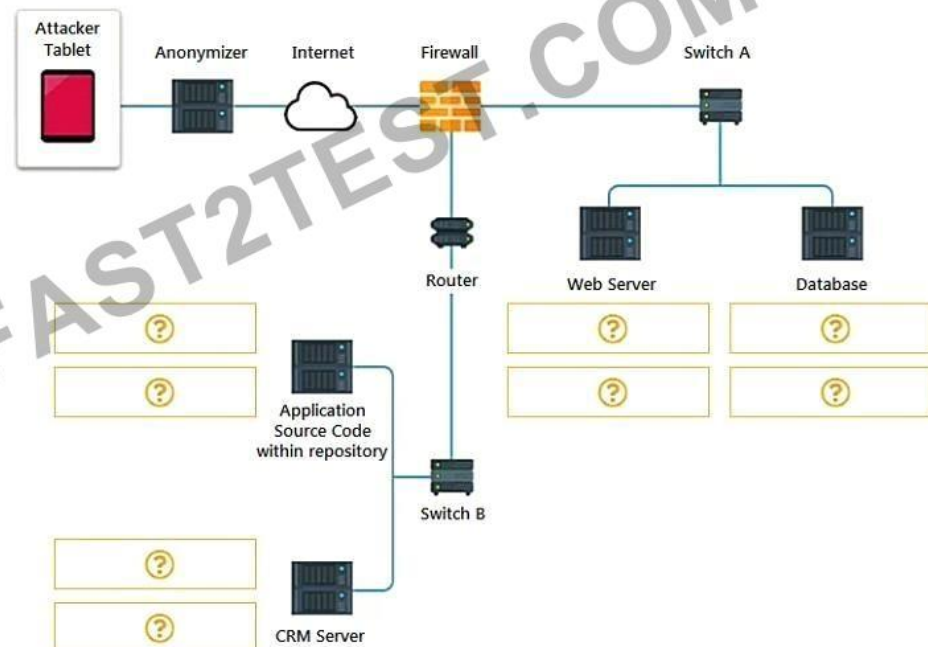 Attacker
Tablet
Anonymizer
Internet
Firewall
Switch A
FAST2TEST.COM
Router
Web Server
Database
?
?
?
?
?
?
Application
Source Code
within repository
Switch B
?
?
CRM Server